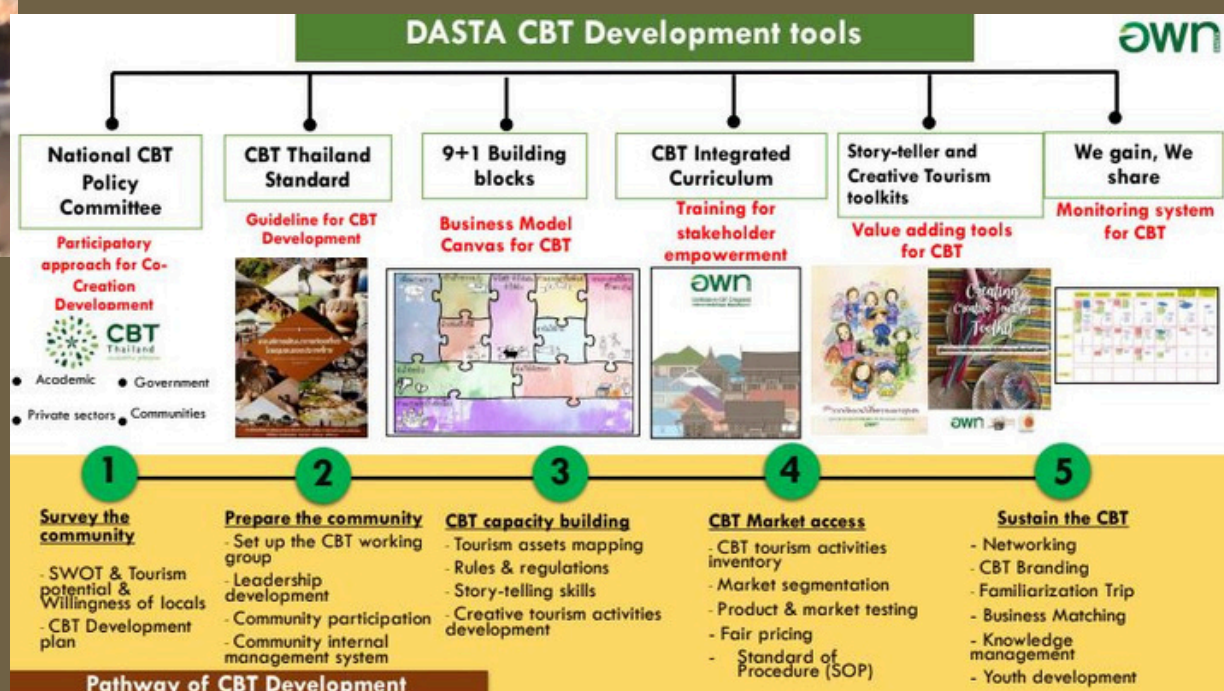 DASTA CBT Development tools
อพท
National CBT
Policy
Committee
Participatory
approach for Co-
Creation
Development
CBT
Thailand
• Academic
• Government
• Private sectors
• Communities
CBT Thailand
Standard
Guideline for CBT
Development
9+1 Building
blocks
Business Model
Canvas for CBT
CBT Integrated
Curriculum
Training for
stakeholder
empowerment
อพท
Story-teller and
Creative Tourism
toolkits
Value adding tools
for CBT
Creating
Creative Tourism
Toolkit
อพท
We gain, We
share
Monitoring system
for CBT
1
Survey the
community
- SWOT & Tourism
potential &
Willingness of locals
- CBT Development
plan
2
Prepare the community
- Set up the CBT working
group
- Leadership
development
- Community participation
- Community internal
management system
3
CBT capacity building
- Tourism assets mapping
- Rules & regulations
- Story-telling skills
- Creative tourism activities
development
4
CBT Market access
- CBT tourism activities
inventory
- Market segmentation
- Product & market testing
- Fair pricing
- Standard of
Procedure (SOP)
5
Sustain the CBT
- Networking
- CBT Branding
- Familiarization Trip
- Business Matching
- Knowledge
management
- Youth development
Pathway of CBT Development